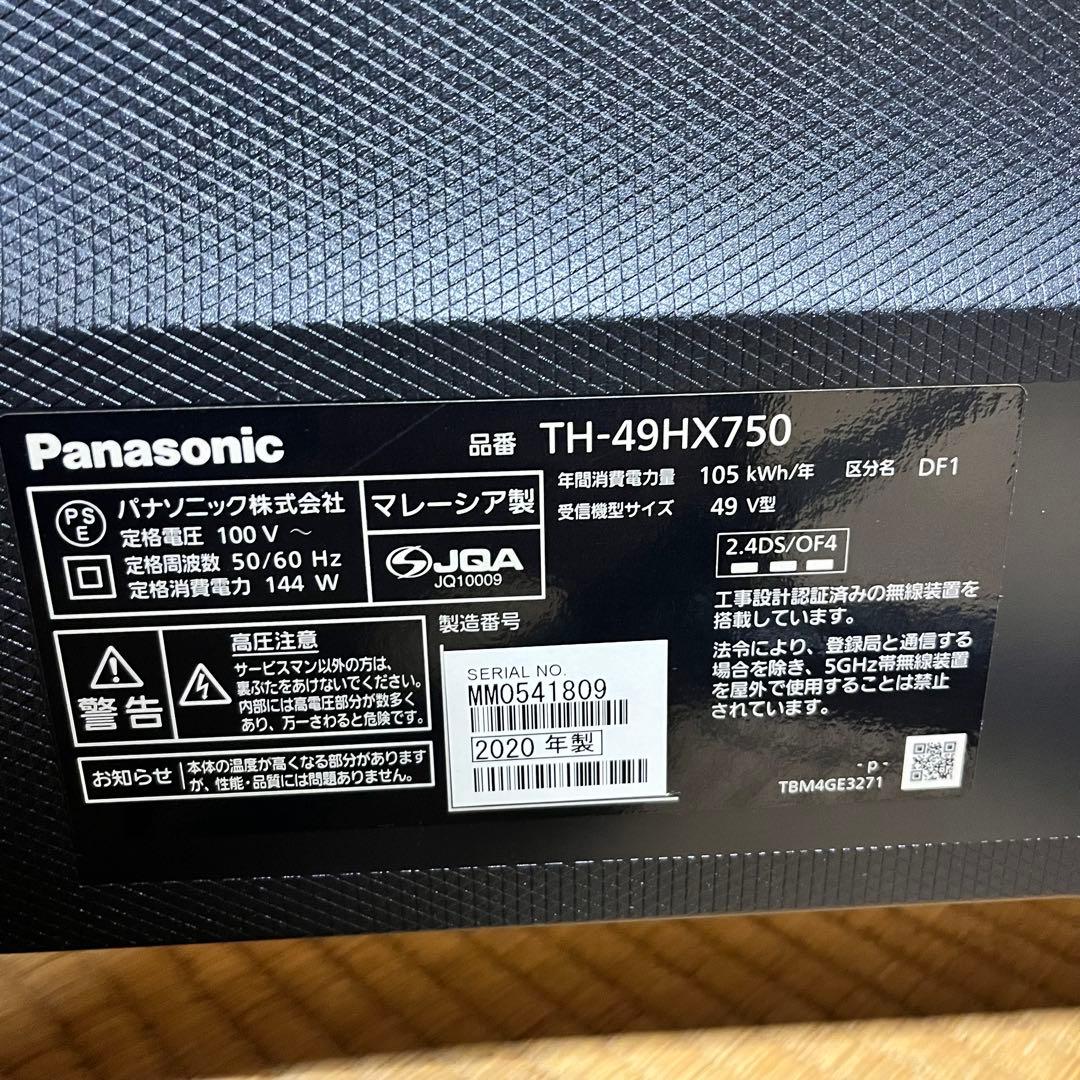 Panasonic
品番 TH-49HX750
年間消費電力量 105 kWh/年 区分名 DF1
受信機型サイズ 49 V型
PS
E
パナソニック株式会社
定格電圧 100 V ～
定格周波数 50/60 Hz
定格消費電力 144 W
マレーシア製
JQA
JQ10009
2.4DS/OF4
工事設計認証済みの無線装置を
搭載しています。
法令により、登録局と通信する
場合を除き、5GHz帯無線装置
を屋外で使用することは禁止
されています。
警告
高圧注意
サービスマン以外の方は、
裏ぶたをあけないでください。
内部には高電圧部分が数多く
あり、万一さわると危険です。
お知らせ
本体の温度が高くなる部分があります
が、性能・品質には問題ありません。
製造番号
SERIAL NO.
MM0541809
2020 年製
- p -
TBM4GE3271